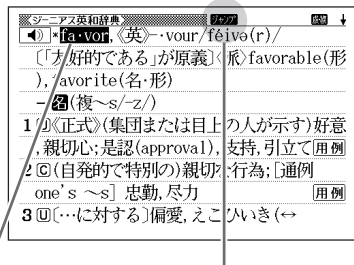 ジーニアス英和辞典 ジャンプ
*fa·vor,《英》--·vour/féivə(r)/
〔「友好的である」が原義〕〈派〉favorable(形
), favorite(名・形)
-名(複~s/-z/)
1 U《正式》(集団または目上の人が示す)好意
,親切心;是認(approval),支持,引立て 用例
2 C(自発的で特別の)親切な行為;[通例
one's ~s] 忠勤,尽力 用例
3 U〔…に対する〕偏愛,えこひいき(↔